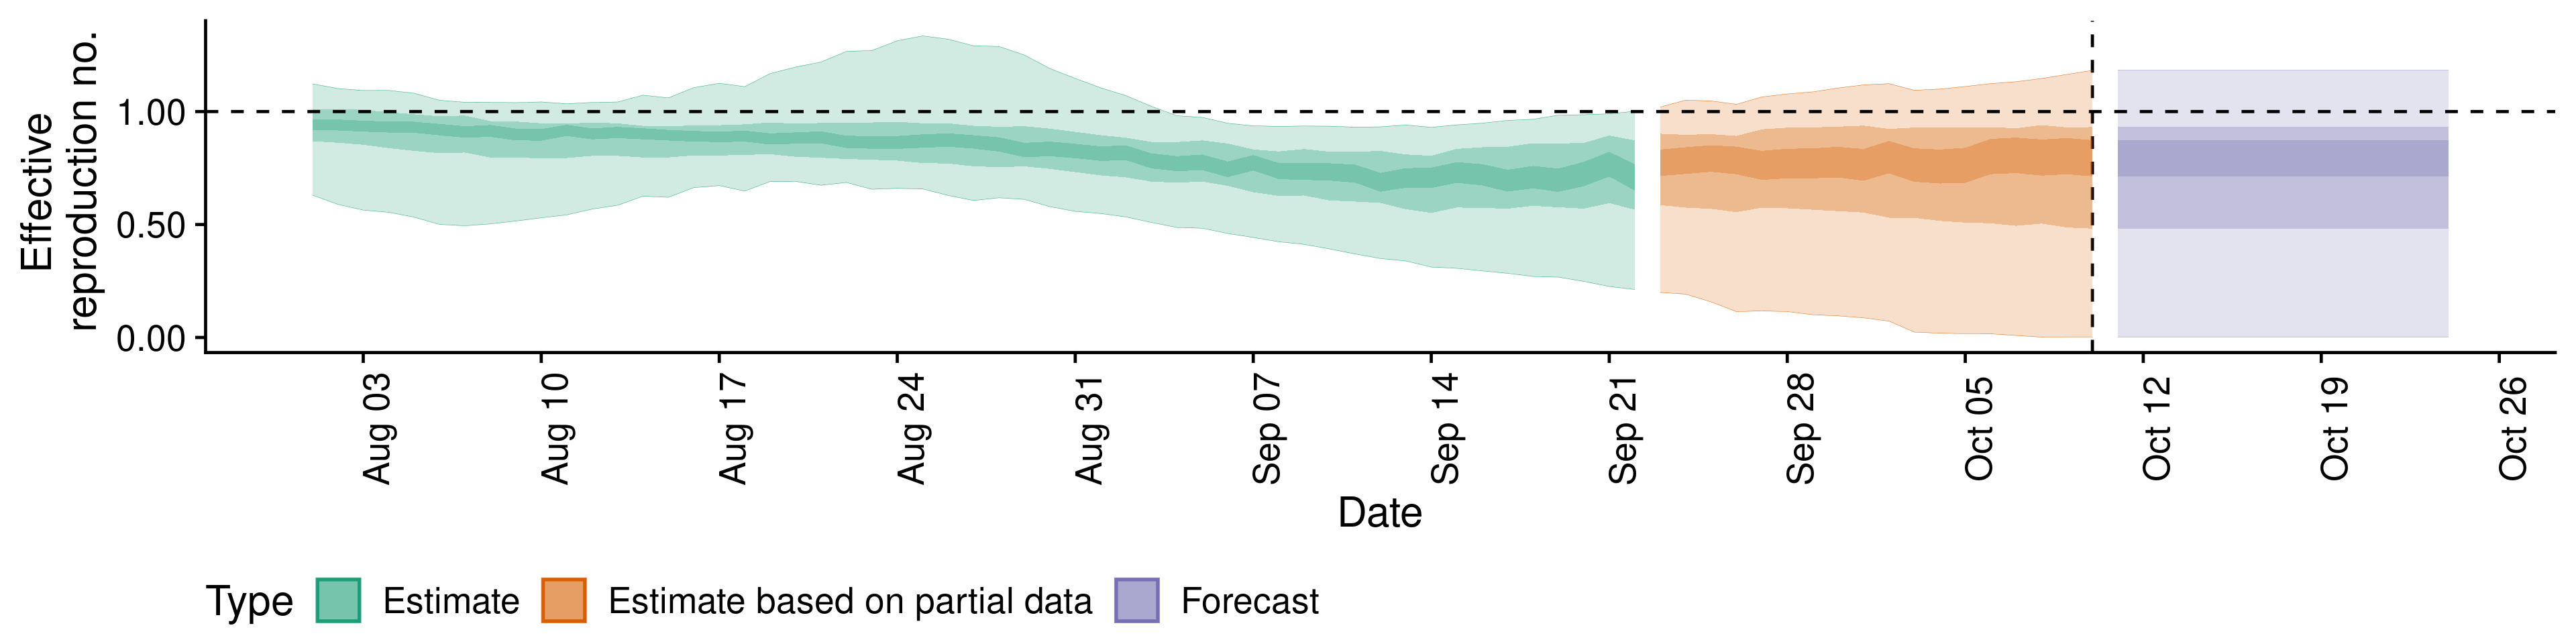 Effective
reproduction no.
1.00
0.50
0.00
Aug 03
Aug 10
Aug 17
Aug 24
Aug 31
Sep 07
Sep 14
Sep 21
Sep 28
Oct 05
Oct 12
Oct 19
Oct 26
Date
Type Estimate Estimate based on partial data Forecast